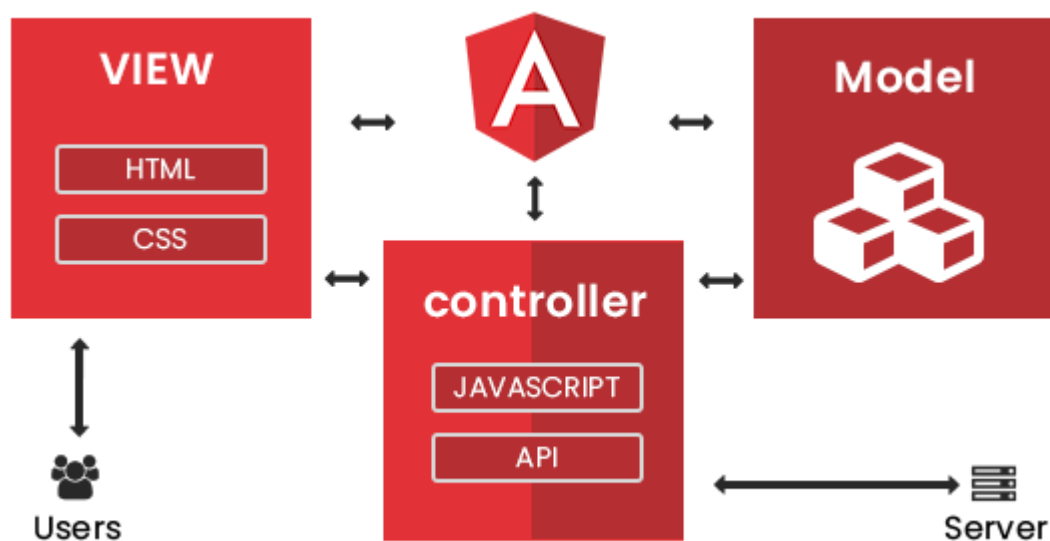 VIEW
HTML
CSS
A
Model
controller
JAVASCRIPT
API
Users
Server